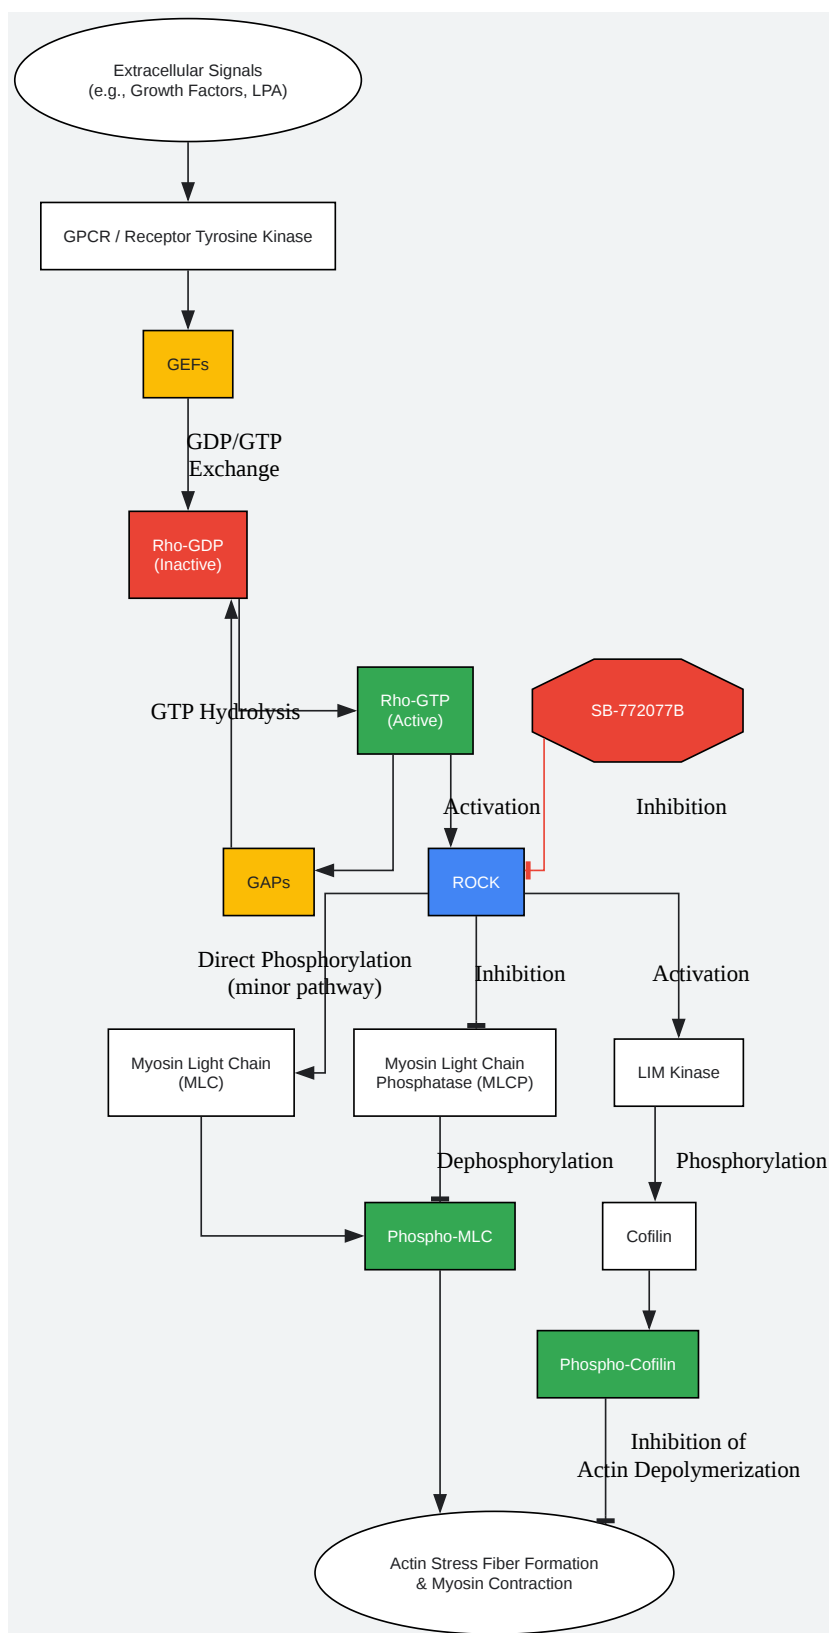 Extracellular Signals
(e.g., Growth Factors, LPA)
GPCR / Receptor Tyrosine Kinase
GEFs
GDP/GTP
Exchange
Rho-GDP
(Inactive)
GTP Hydrolysis
Rho-GTP
(Active)
SB-772077B
Activation
Inhibition
GAPs
ROCK
Direct Phosphorylation
(minor pathway)
Inhibition
Activation
Myosin Light Chain
(MLC)
Myosin Light Chain
Phosphatase (MLCP)
LIM Kinase
Dephosphorylation
Phosphorylation
Phospho-MLC
Cofilin
Phospho-Cofilin
Inhibition of
Actin Depolymerization
Actin Stress Fiber Formation
& Myosin Contraction